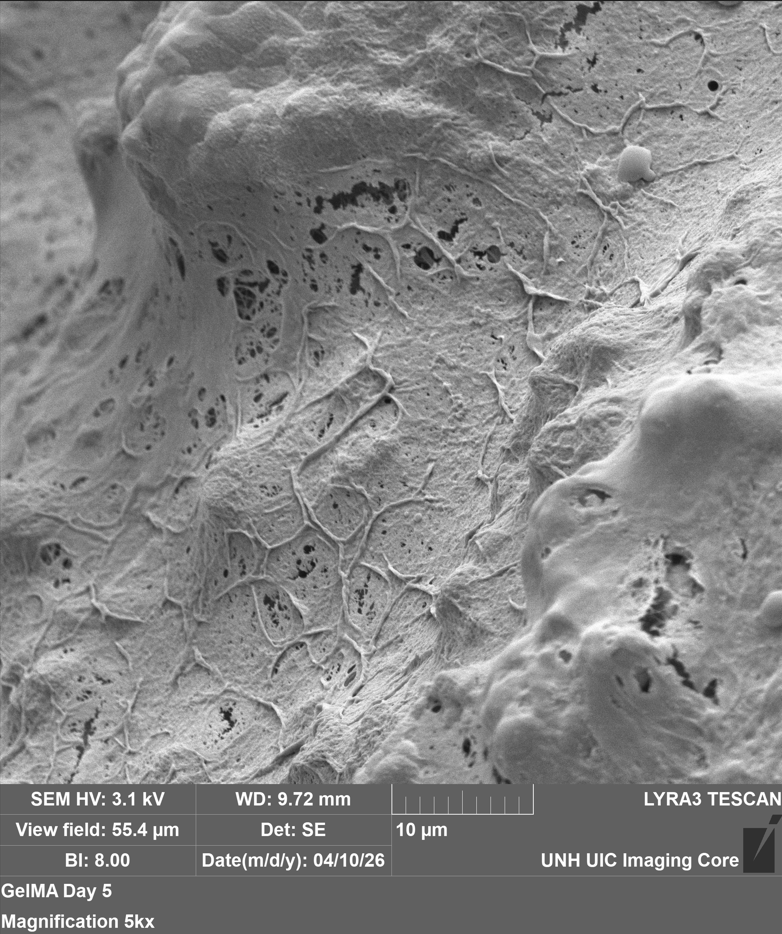 SEM HV: 3.1 kV WD: 9.72 mm LYRA3 TESCAN
View field: 55.4 µm Det: SE 10 µm
BI: 8.00 Date(m/d/y): 04/10/26 UNH UIC Imaging Core
GelMA Day 5
Magnification 5kx